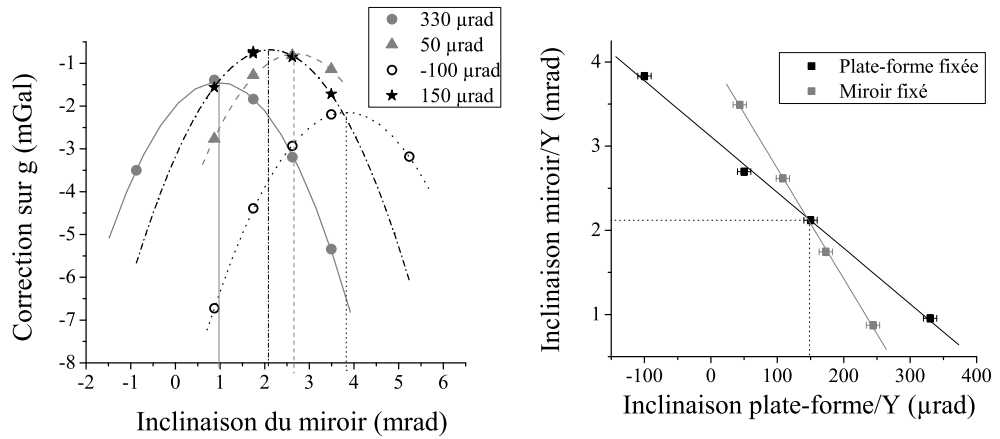 330 µrad
50 µrad
-100 µrad
150 µrad
Correction sur g (mGal)
-1
-2
-3
-4
-5
-6
-7
-8
-2 -1 0 1 2 3 4 5 6
Inclinaison du miroir (mrad)
Plate-forme fixée
Miroir fixé
Inclinaison miroir/Y (mrad)
4
3
2
1
-100 0 100 200 300 400
Inclinaison plate-forme/Y (µrad)